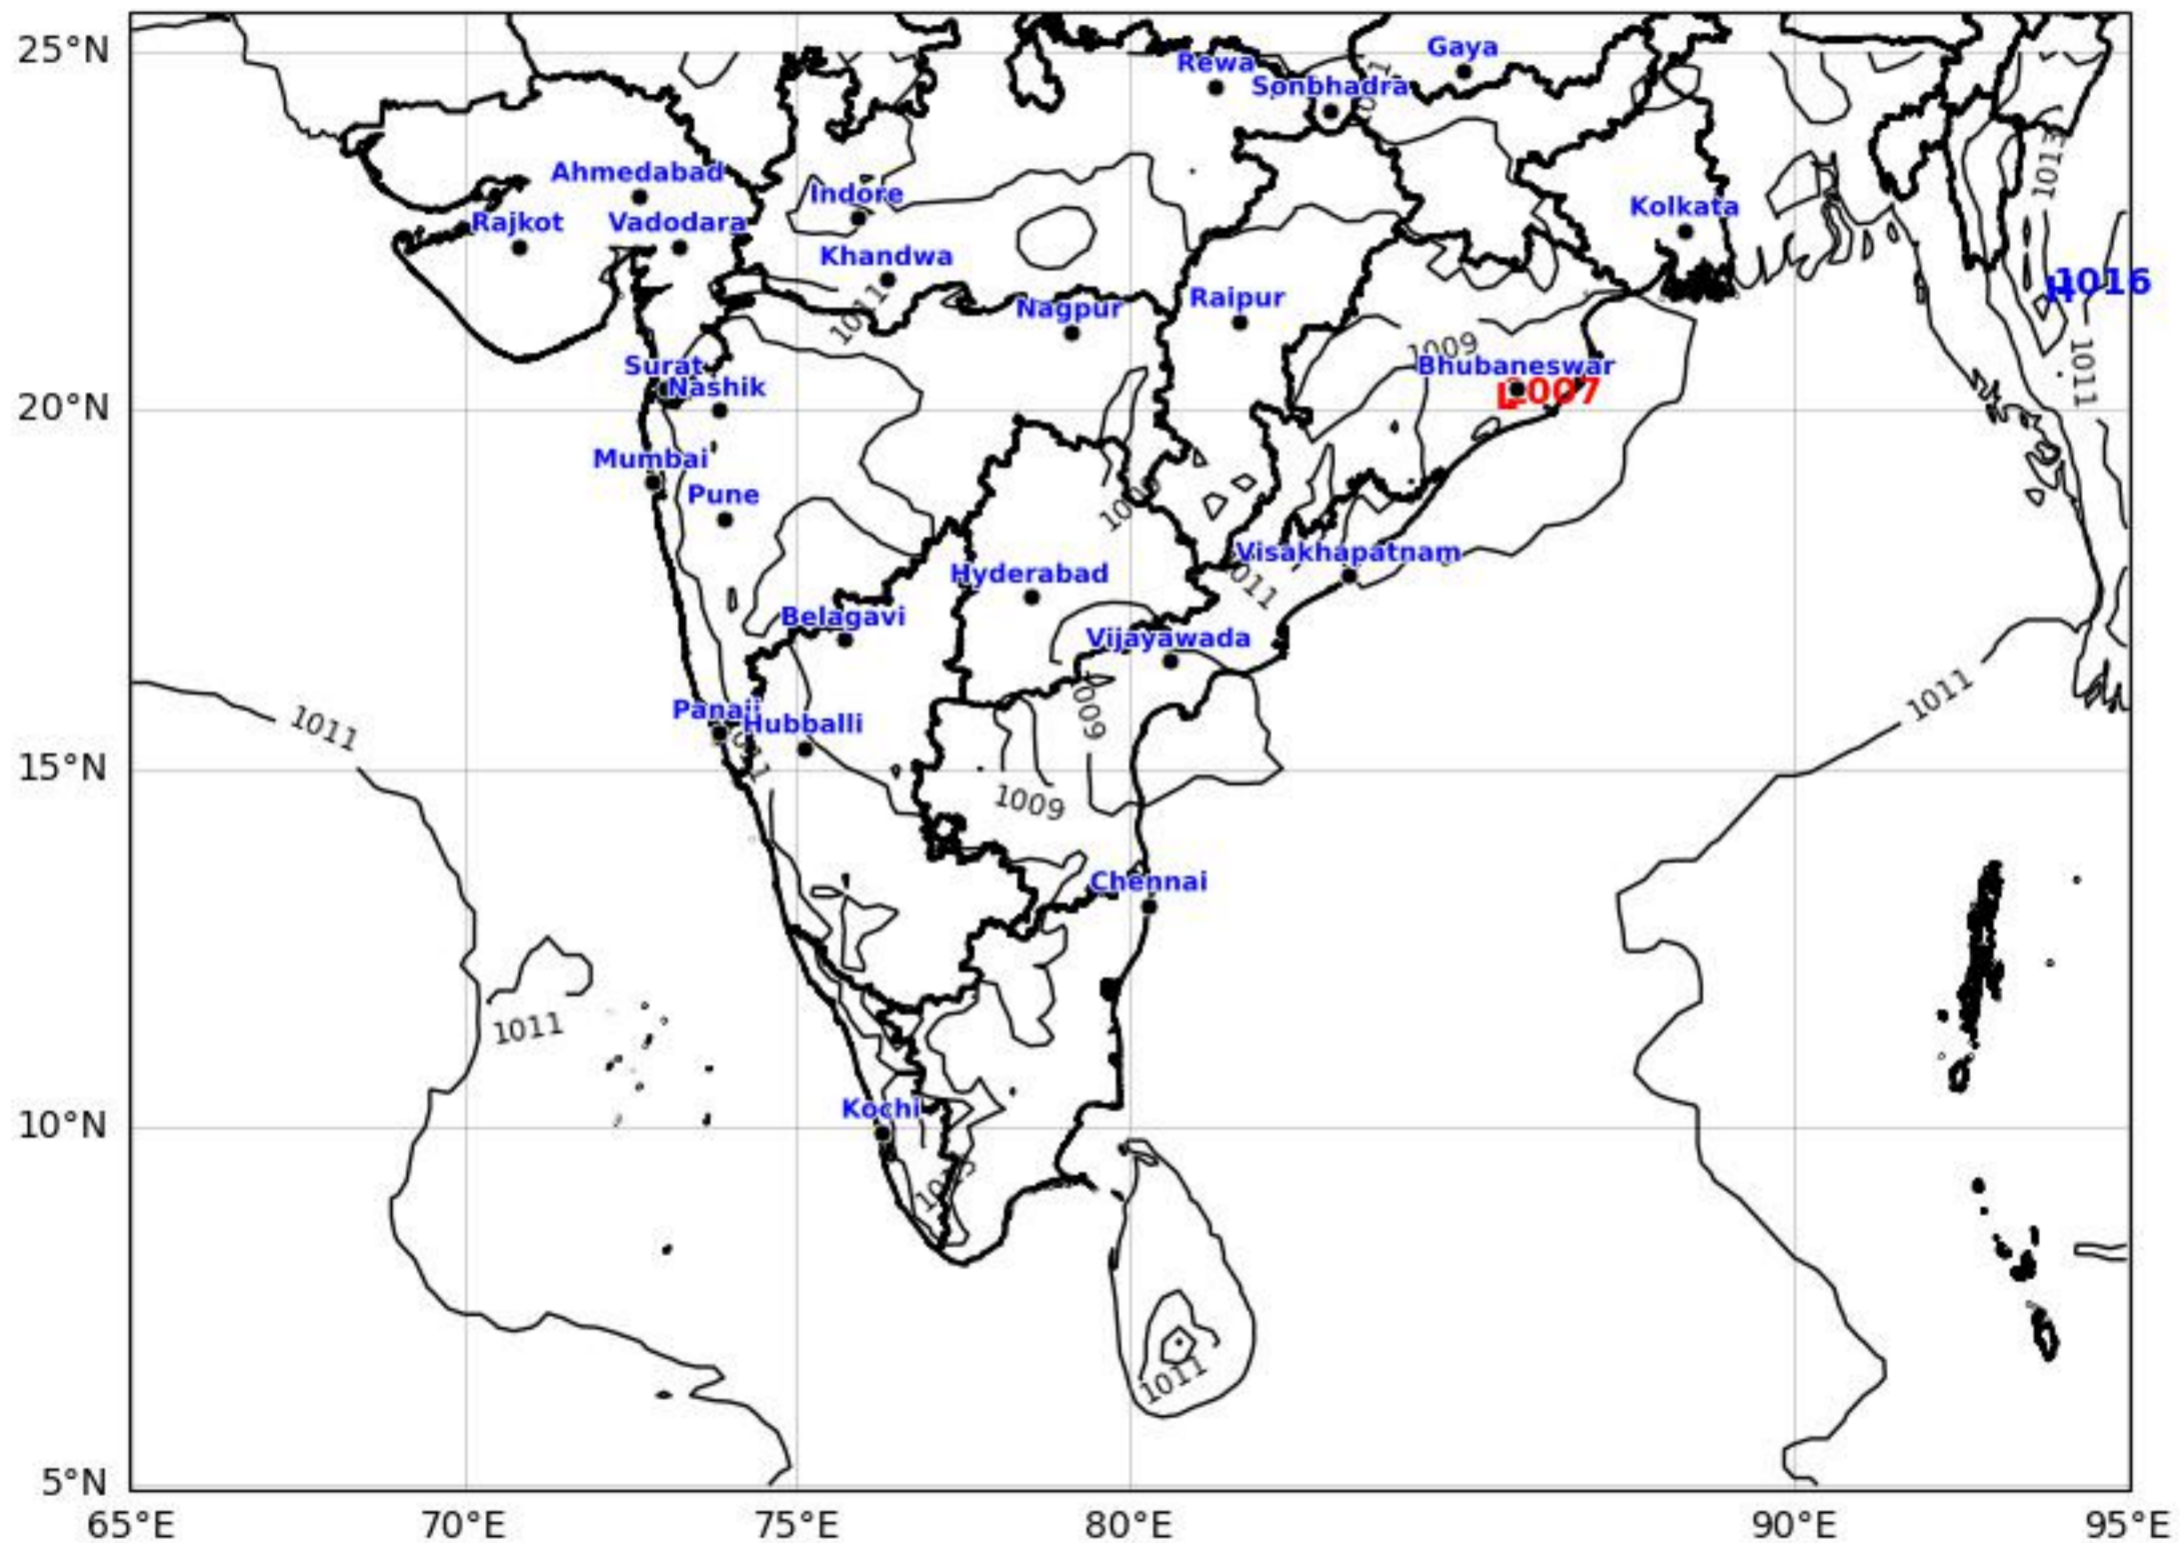 25°N
Gaya
Rewa
Sonbhadra
1013
Ahmedabad
Indore
Rajkot
Vadodara
Kolkata
Khandwa
1016
H
Nagpur
Raipur
1011
1009
1011
Surat
Bhubaneswar
Nashik
L
1007
20°N
Mumbai
Pune
Visakhapatnam
Hyderabad
1011
Belagavi
Vijayawada
1011
1009
Panaji
Hubballi
1011
1011
15°N
1009
Chennai
1011
Kochi
10°N
1011
5°N
65°E
70°E
75°E
80°E
90°E
95°E